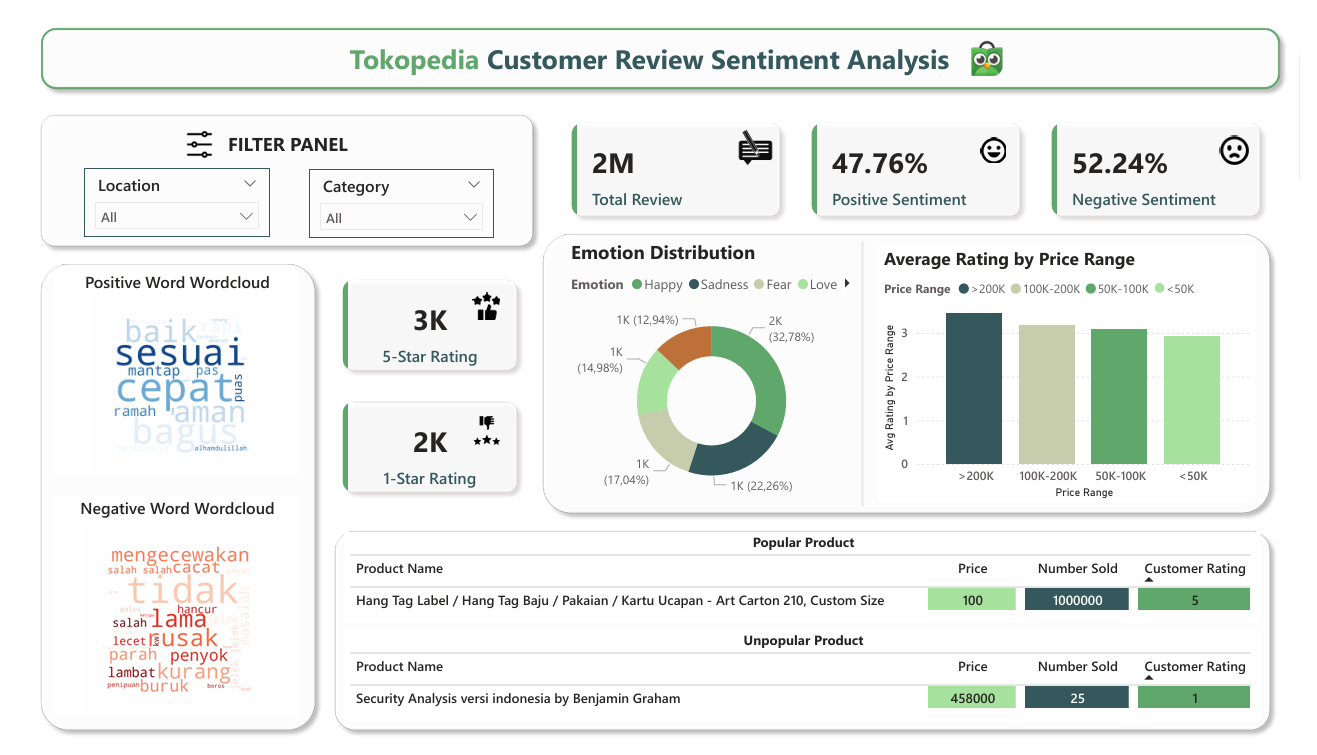 Tokopedia Customer Review Sentiment Analysis
FILTER PANEL
Location
All
Category
All
2M
Total Review
47.76%
Positive Sentiment
52.24%
Negative Sentiment
Positive Word Wordcloud
baik rapi
sesuai
mantap pas
cepat puas
ramah aman
bagus
alhamdulillah
Negative Word Wordcloud
mengecewakan
salah salah cacat
tidak
palsu hancur
salah lama
lecet rusak
parah penyok
lambat kurang
penipuan buruk boros
masalah
jelek jelek
3K
5-Star Rating
2K
1-Star Rating
Emotion Distribution
Emotion Happy Sadness Fear Love
1K (12,94%)
2K
(32,78%)
1K
(14,98%)
1K
(17,04%)
1K (22,26%)
Average Rating by Price Range
Price Range >200K 100K-200K 50K-100K <50K
Avg Rating by Price Range
3
2
1
0
>200K 100K-200K 50K-100K <50K
Price Range
Popular Product
Product Name Price Number Sold Customer Rating
Hang Tag Label / Hang Tag Baju / Pakaian / Kartu Ucapan - Art Carton 210, Custom Size 100 1000000 5
Unpopular Product
Product Name Price Number Sold Customer Rating
Security Analysis versi indonesia by Benjamin Graham 458000 25 1